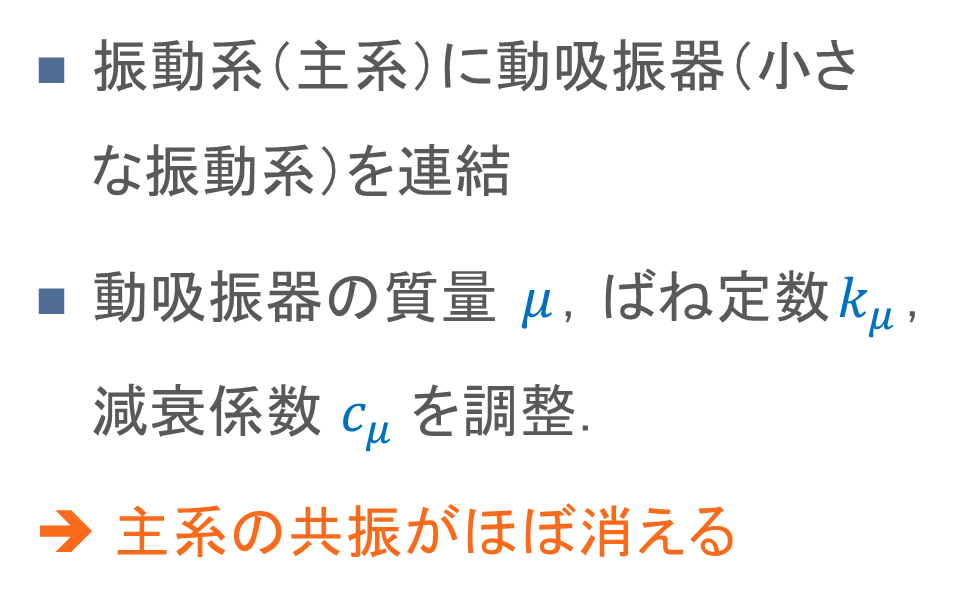 ■ 振動系（主系）に動吸振器（小さ
な振動系）を連結
■ 動吸振器の質量 μ，ばね定数 kμ，
減衰係数 cμ を調整．
➔ 主系の共振がほぼ消える